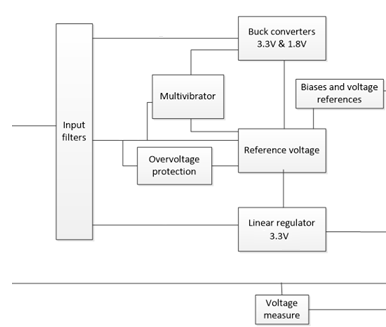 Buck converters
3.3V & 1.8V
Multivibrator
Biases and voltage
references
Input
filters
Reference voltage
Overvoltage
protection
Linear regulator
3.3V
Voltage
measure